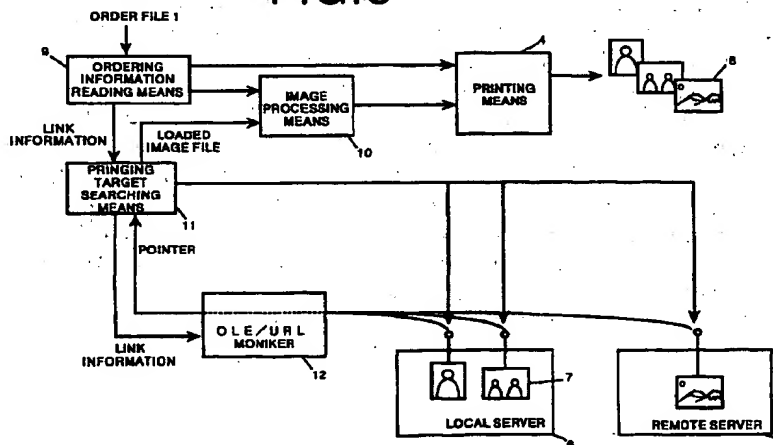 ORDER FILE 1
9
ORDERING
INFORMATION
READING MEANS
IMAGE
PROCESSING
MEANS
10
4
PRINTING
MEANS
8
LINK
INFORMATION
LOADED
IMAGE FILE
PRINGING
TARGET
SEARCHING
MEANS
11
POINTER
OLE/URL
MONIKER
12
LINK
INFORMATION
7
LOCAL SERVER
REMOTE SERVER